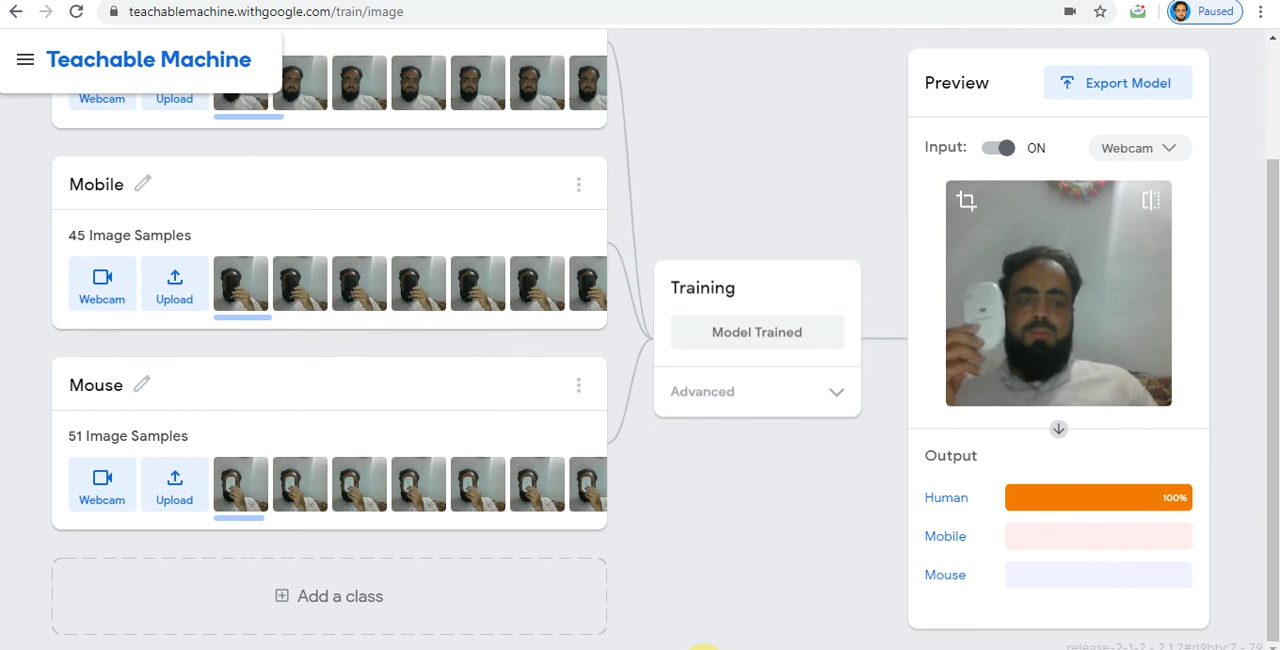 teachablemachine.withgoogle.com/train/image
Paused
Teachable Machine
Webcam
Upload
Mobile
45 Image Samples
Webcam
Upload
Mouse
51 Image Samples
Webcam
Upload
Add a class
Training
Model Trained
Advanced
Preview
Export Model
Input:
ON
Webcam
Output
Human
100%
Mobile
Mouse